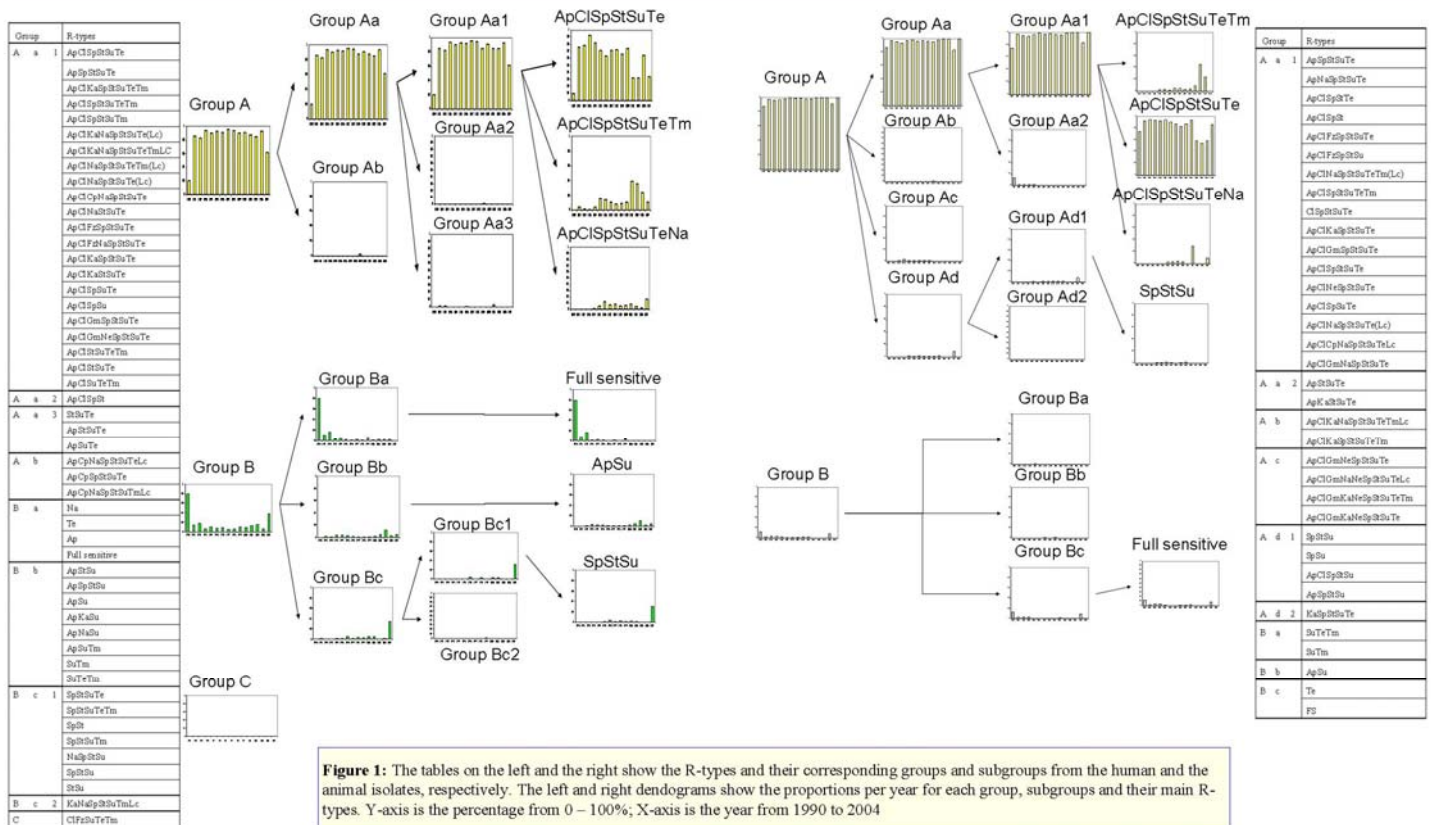 Group R-types
A a 1 ApClSpStSuTe
ApSpStSuTe
ApClKaSpStSuTeTm
ApClSpStSuTeTm
ApClSpStSuTm
ApClKaNaSpStSuTe(Lc)
ApClKaNaSpStSuTeTmLC
ApClNaSpStSuTeTm(Lc)
ApClNaSpStSuTe(Lc)
ApClCpNaSpStSuTe
ApClNaStSuTe
ApClFzSpStSuTe
ApClFzNaSpStSuTe
ApClKaSpStSuTe
ApClKaStSuTe
ApClSpSuTe
ApClSpSu
ApClGmSpStSuTe
ApClGmNeSpStSuTe
ApClStSuTeTm
ApClStSuTe
ApClSuTeTm
A a 2 ApClSpSt
A a 3 StSuTe
ApStSuTe
ApSuTe
A b ApCpNaSpStSuTeLc
ApCpSpStSuTe
ApCpNaSpStSuTmLc
B a Na
Te
Ap
Full sensitive
B b ApStSu
ApSpStSu
ApSu
ApKaSu
ApNaSu
ApSuTm
SuTm
SuTeTm
B c 1 SpStSuTe
SpStSuTeTm
SpSt
SpStSuTm
NaSpStSu
SpStSu
StSu
B c 2 KaNaSpStSuTmLc
C ClFzSuTeTm
Group A
Group Aa
Group Ab
Group Aa1
Group Aa2
Group Aa3
ApClSpStSuTe
ApClSpStSuTeTm
ApClSpStSuTeNa
Group B
Group Ba
Group Bb
Group Bc
Group Bc1
Group Bc2
Full sensitive
ApSu
SpStSu
Group C
Group A
Group Aa
Group Ab
Group Ac
Group Ad
Group Aa1
Group Aa2
Group Ad1
Group Ad2
ApClSpStSuTeTm
ApClSpStSuTe
ApClSpStSuTeNa
SpStSu
Group B
Group Ba
Group Bb
Group Bc
Full sensitive
Group R-types
A a 1 ApSpStSuTe
ApNaSpStSuTe
ApClSpStTe
ApClSpSt
ApClFzSpStSuTe
ApClFzSpStSu
ApClNaSpStSuTeTm(Lc)
ApClSpStSuTeTm
ClSpStSuTe
ApClKaSpStSuTe
ApClGmSpStSuTe
ApClSpStSuTe
ApClNeSpStSuTe
ApClSpSuTe
ApClNaSpStSuTe(Lc)
ApClCpNaSpStSuTeLc
ApClGmNaSpStSuTe
A a 2 ApStSuTe
ApKaStSuTe
A b ApClKaNaSpStSuTeTmLc
ApClKaSpStSuTeTm
A c ApClGmNeSpStSuTe
ApClGmNaNeSpStSuTeLc
ApClGmKaNeSpStSuTeTm
ApClGmKaNeSpStSuTe
A d 1 SpStSu
SpSu
ApClSpStSu
ApSpStSu
A d 2 KaSpStSuTe
B a SuTeTm
SuTm
B b ApSu
B c Te
FS
Figure 1: The tables on the left and the right show the R-types and their corresponding groups and subgroups from the human and the
animal isolates, respectively. The left and right dendograms show the proportions per year for each group, subgroups and their main R-
types. Y-axis is the percentage from 0 – 100%; X-axis is the year from 1990 to 2004